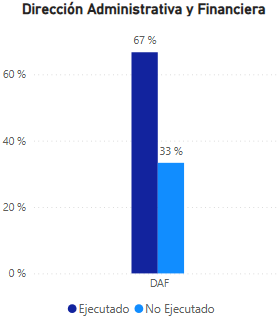 Dirección Administrativa y Financiera
67 %
60 %
40 %
33 %
20 %
0 %
DAF
Ejecutado No Ejecutado